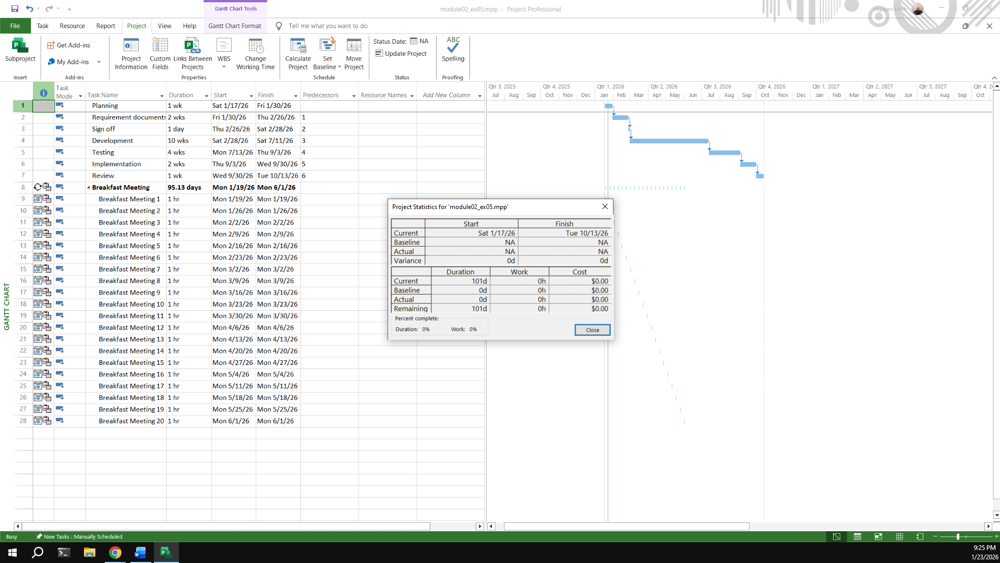 Gantt Chart Tools
module02_ex05.mpp - Project Professional
Nguyen Minh
File Task Resource Report Project View Help Gantt Chart Format Tell me what you want to do
Subproject
Insert
Get Add-ins
My Add-ins
Add-ins
Project Information
Custom Fields
Links Between Projects
WBS
Change Working Time
Properties
Calculate Project
Set Baseline
Move Project
Schedule
Status Date: NA
Update Project
Status
ABC
Spelling
Proofing
Task Mode Task Name Duration Start Finish Predecessors Resource Names Add New Column
Qtr 3, 2025 Qtr 4, 2025 Qtr 1, 2026 Qtr 2, 2026 Qtr 3, 2026 Qtr 4, 2026 Qtr 1, 2027 Qtr 2, 2027 Qtr 3, 2027 Qtr 4, 2
Jul Aug Sep Oct Nov Dec Jan Feb Mar Apr May Jun Jul Aug Sep Oct Nov Dec Jan Feb Mar Apr May Jun Jul Aug Sep Oct
1 Planning 1 wk Sat 1/17/26 Fri 1/30/26
2 Requirement documents 2 wks Fri 1/30/26 Thu 2/26/26 1
3 Sign off 1 day Thu 2/26/26 Sat 2/28/26 2
4 Development 10 wks Sat 2/28/26 Sat 7/11/26 3
5 Testing 4 wks Mon 7/13/26 Thu 9/3/26 4
6 Implementation 2 wks Thu 9/3/26 Wed 9/30/26 5
7 Review 1 wk Wed 9/30/26 Tue 10/13/26 6
8 Breakfast Meeting 95.13 days Mon 1/19/26 Mon 6/1/26
9 Breakfast Meeting 1 1 hr Mon 1/19/26 Mon 1/19/26
10 Breakfast Meeting 2 1 hr Mon 1/26/26 Mon 1/26/26
11 Breakfast Meeting 3 1 hr Mon 2/2/26 Mon 2/2/26
12 Breakfast Meeting 4 1 hr Mon 2/9/26 Mon 2/9/26
13 Breakfast Meeting 5 1 hr Mon 2/16/26 Mon 2/16/26
14 Breakfast Meeting 6 1 hr Mon 2/23/26 Mon 2/23/26
15 Breakfast Meeting 7 1 hr Mon 3/2/26 Mon 3/2/26
16 Breakfast Meeting 8 1 hr Mon 3/9/26 Mon 3/9/26
17 Breakfast Meeting 9 1 hr Mon 3/16/26 Mon 3/16/26
18 Breakfast Meeting 10 1 hr Mon 3/23/26 Mon 3/23/26
19 Breakfast Meeting 11 1 hr Mon 3/30/26 Mon 3/30/26
20 Breakfast Meeting 12 1 hr Mon 4/6/26 Mon 4/6/26
21 Breakfast Meeting 13 1 hr Mon 4/13/26 Mon 4/13/26
22 Breakfast Meeting 14 1 hr Mon 4/20/26 Mon 4/20/26
23 Breakfast Meeting 15 1 hr Mon 4/27/26 Mon 4/27/26
24 Breakfast Meeting 16 1 hr Mon 5/4/26 Mon 5/4/26
25 Breakfast Meeting 17 1 hr Mon 5/11/26 Mon 5/11/26
26 Breakfast Meeting 18 1 hr Mon 5/18/26 Mon 5/18/26
27 Breakfast Meeting 19 1 hr Mon 5/25/26 Mon 5/25/26
28 Breakfast Meeting 20 1 hr Mon 6/1/26 Mon 6/1/26
GANTT CHART
Project Statistics for 'module02_ex05.mpp'
Start Finish
Current Sat 1/17/26 Tue 10/13/26
Baseline NA NA
Actual NA NA
Variance 0d 0d
Duration Work Cost
Current 101d 0h $0.00
Baseline 0d 0h $0.00
Actual 0d 0h $0.00
Remaining 101d 0h $0.00
Percent complete:
Duration: 0% Work: 0%
Close
Busy New Tasks : Manually Scheduled
9:25 PM
1/23/2026